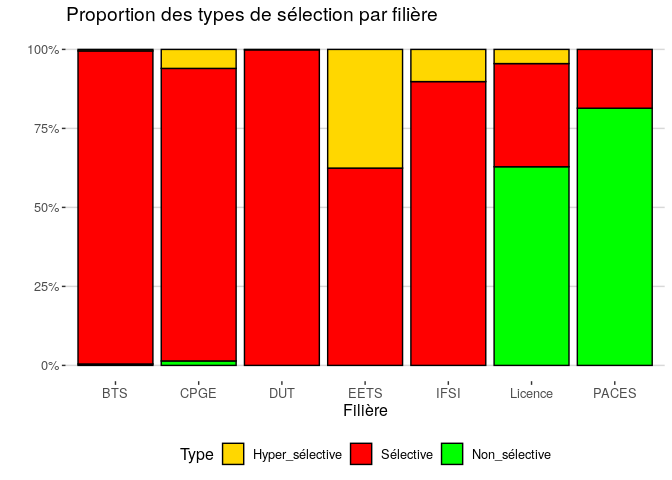 Proportion des types de sélection par filière
100%
75%
50%
25%
0%
BTS CPGE DUT EETS IFSI Licence PACES
Filière
Type Hyper_sélective Sélective Non_sélective